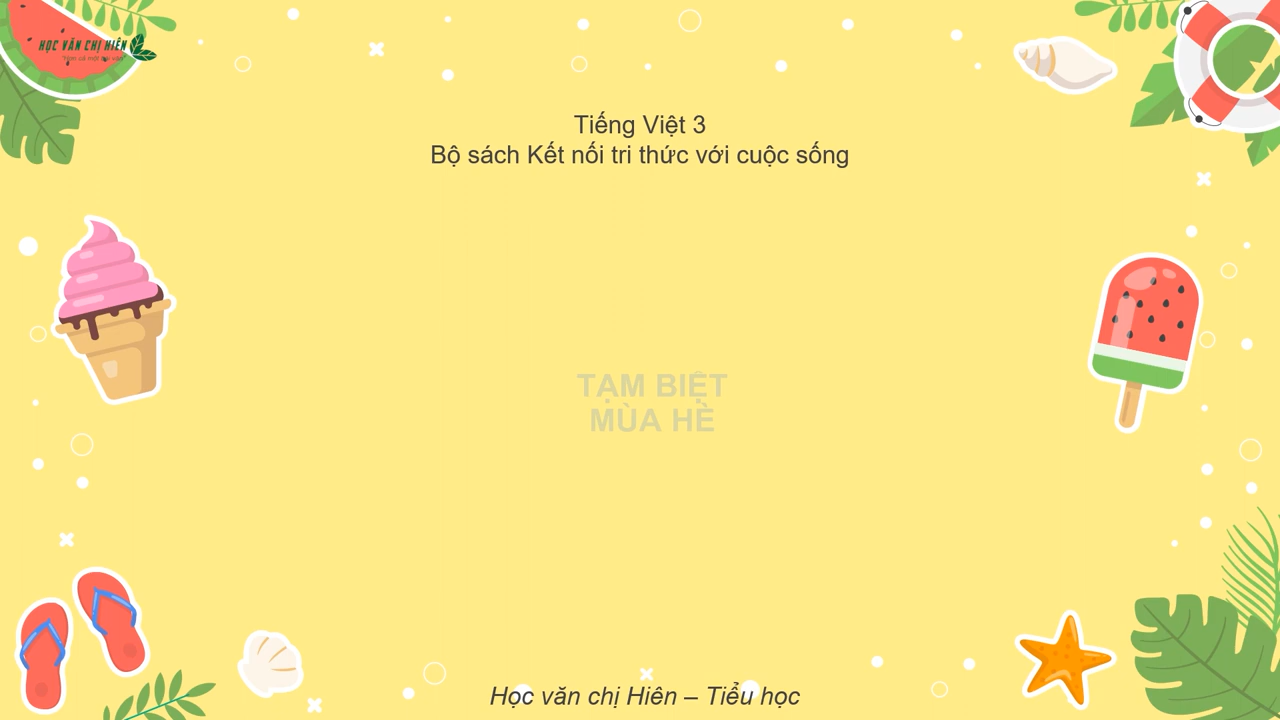 HỌC VĂN CHỊ HIÊN
Tiếng Việt 3
Bộ sách Kết nối tri thức với cuộc sống
TẠM BIỆT
MÙA HÈ
Học văn chị Hiên – Tiểu học